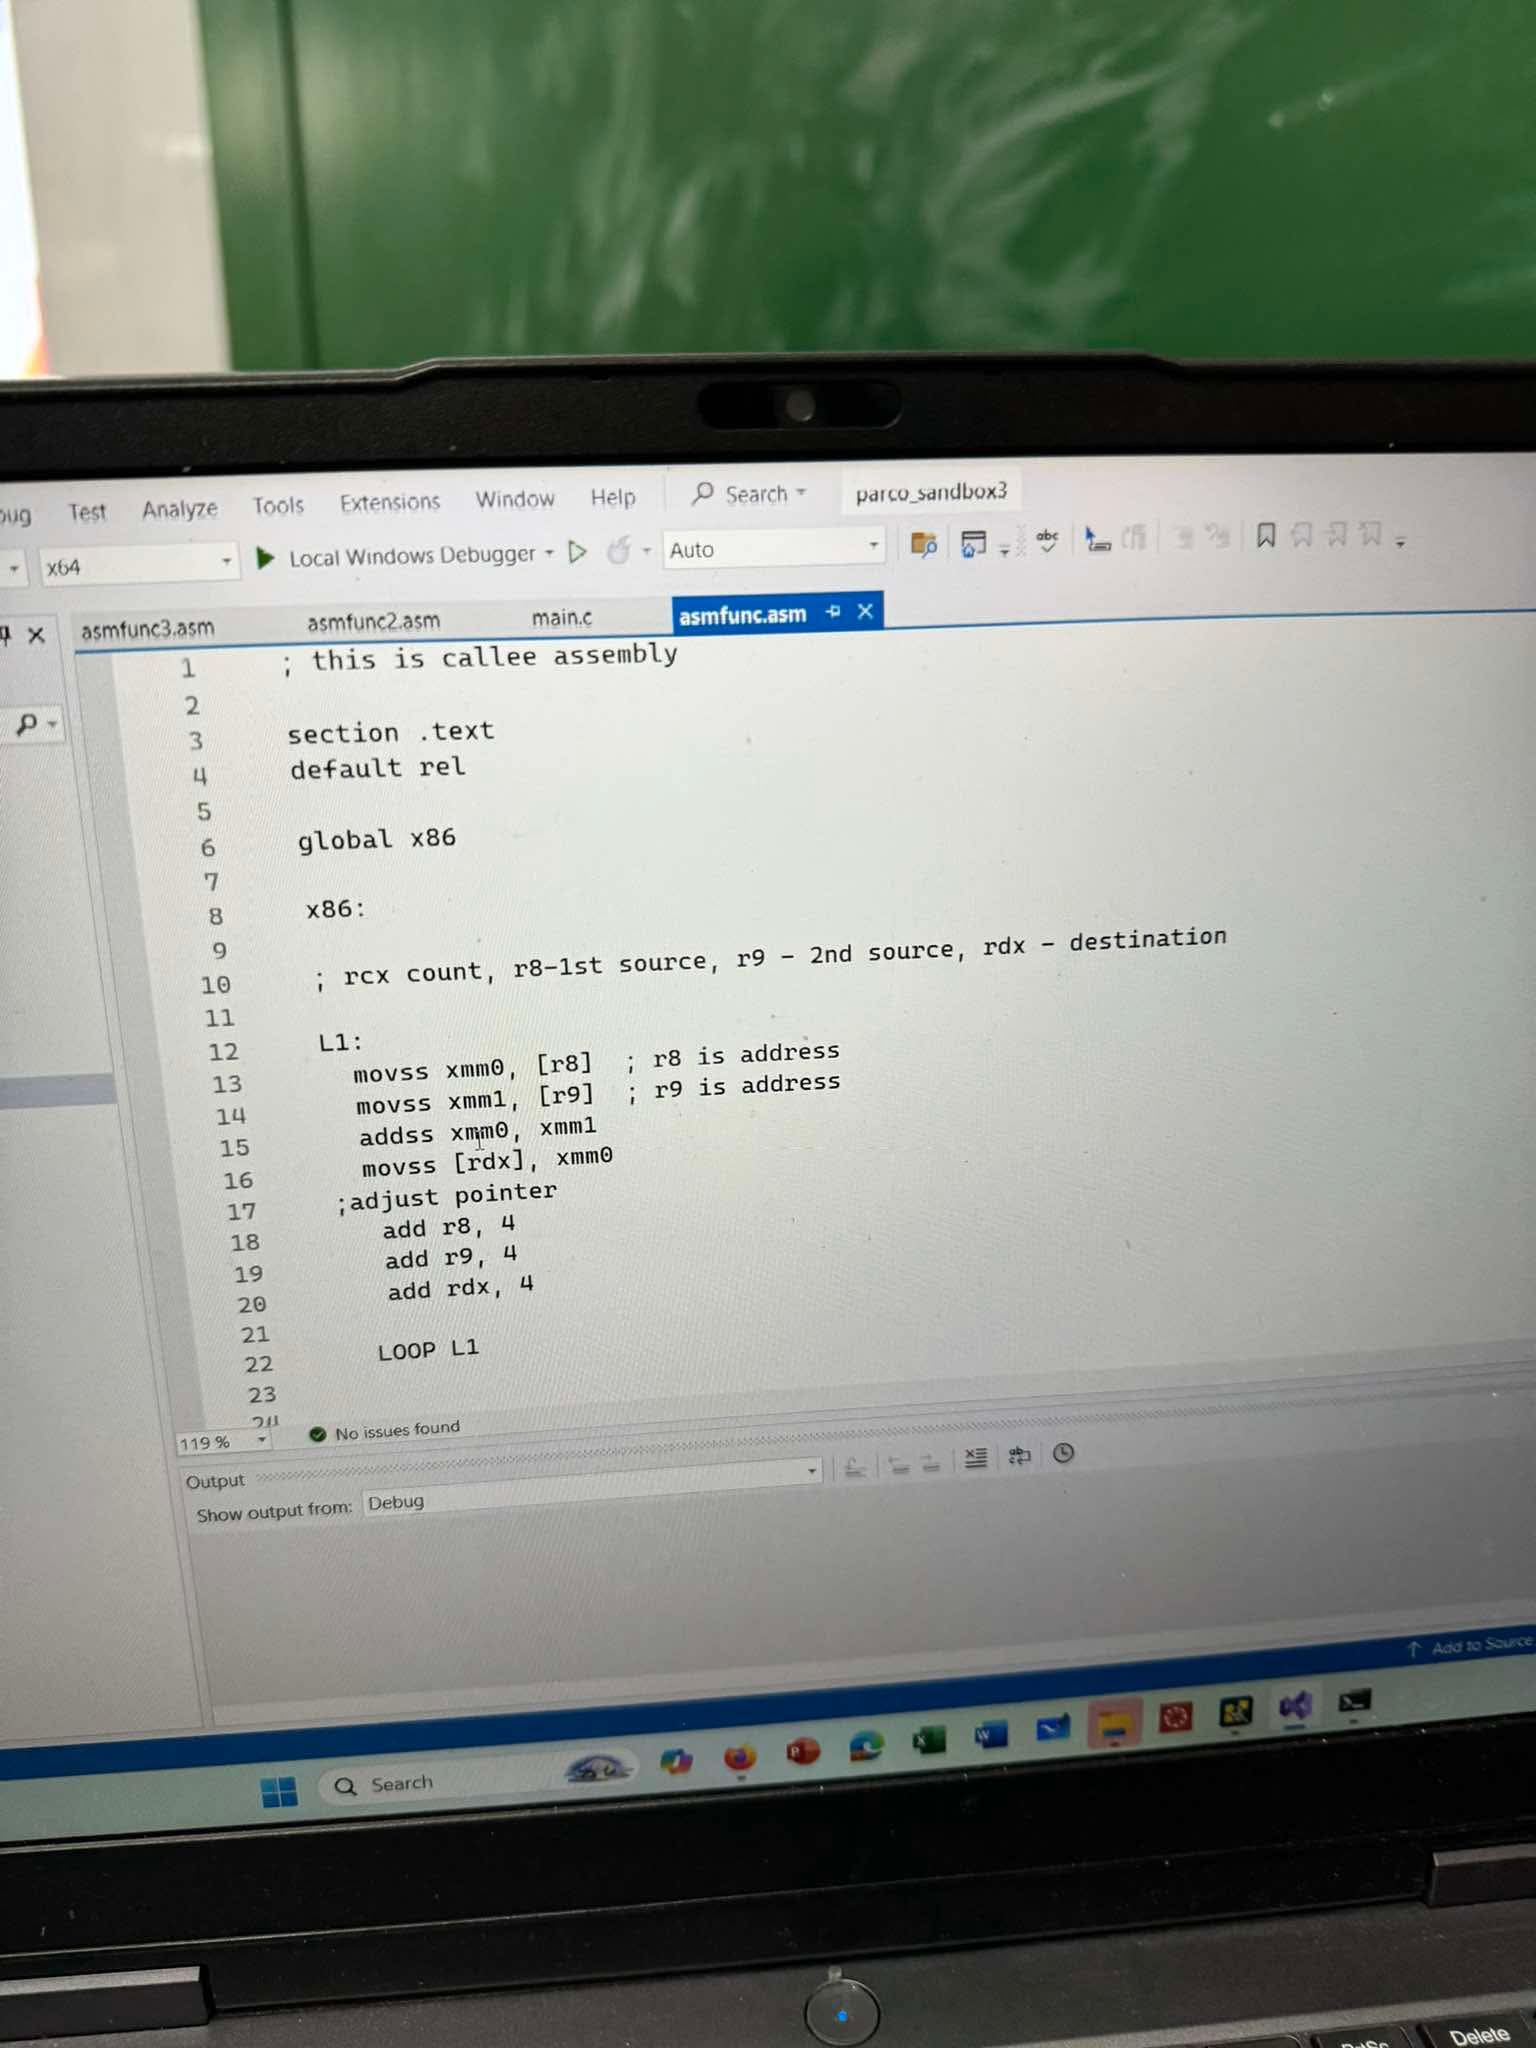 Test Analyze Tools Extensions Window Help Search parco_sandbox3
x64 Local Windows Debugger Auto
asmfunc3.asm asmfunc2.asm main.c asmfunc.asm
1 ; this is callee assembly
2
3 section .text
4 default rel
5
6 global x86
7
8 x86:
9
10 ; rcx count, r8-1st source, r9 - 2nd source, rdx - destination
11
12 L1:
13 movss xmm0, [r8] ; r8 is address
14 movss xmm1, [r9] ; r9 is address
15 addss xmm0, xmm1
16 movss [rdx], xmm0
17 ;adjust pointer
18 add r8, 4
19 add r9, 4
20 add rdx, 4
21
22 LOOP L1
23
24
119 % No issues found
Output
Show output from: Debug
Add to Source
Search
Delete